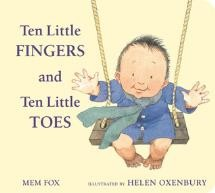 Ten Little
FINGERS
and
Ten Little
TOES
MEM FOX
ILLUSTRATED BY HELEN OXENBURY